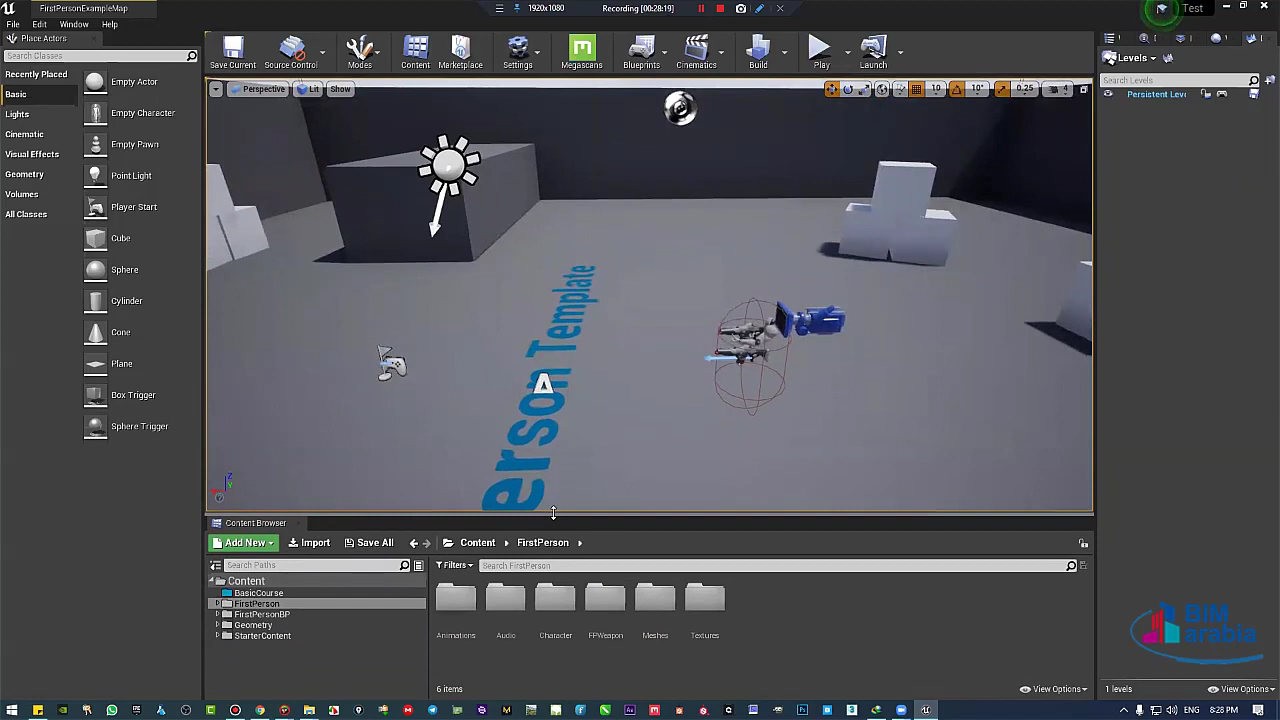 FirstPersonExampleMap
1920x1080
Recording [00:28:19]
Test
File
Edit
Window
Help
Place Actors
Search Classes
Recently Placed
Basic
Lights
Cinematic
Visual Effects
Geometry
Volumes
All Classes
Empty Actor
Empty Character
Empty Pawn
Point Light
Player Start
Cube
Sphere
Cylinder
Cone
Plane
Box Trigger
Sphere Trigger
Save Current
Source Control
Modes
Content
Marketplace
Settings
Megascans
Blueprints
Cinematics
Build
Play
Launch
Perspective
Lit
Show
10
10°
0.25
4
erson Template
Levels
Search Levels
Persistent Leve
Content Browser
Add New
Import
Save All
Content
FirstPerson
Search Paths
Filters
Search FirstPerson
Content
BasicCourse
FirstPerson
FirstPersonBP
Geometry
StarterContent
Animations
Audio
Character
FPWeapon
Meshes
Textures
6 items
View Options
1 levels
View Options
BIM
arabia
ENG
8:28 PM